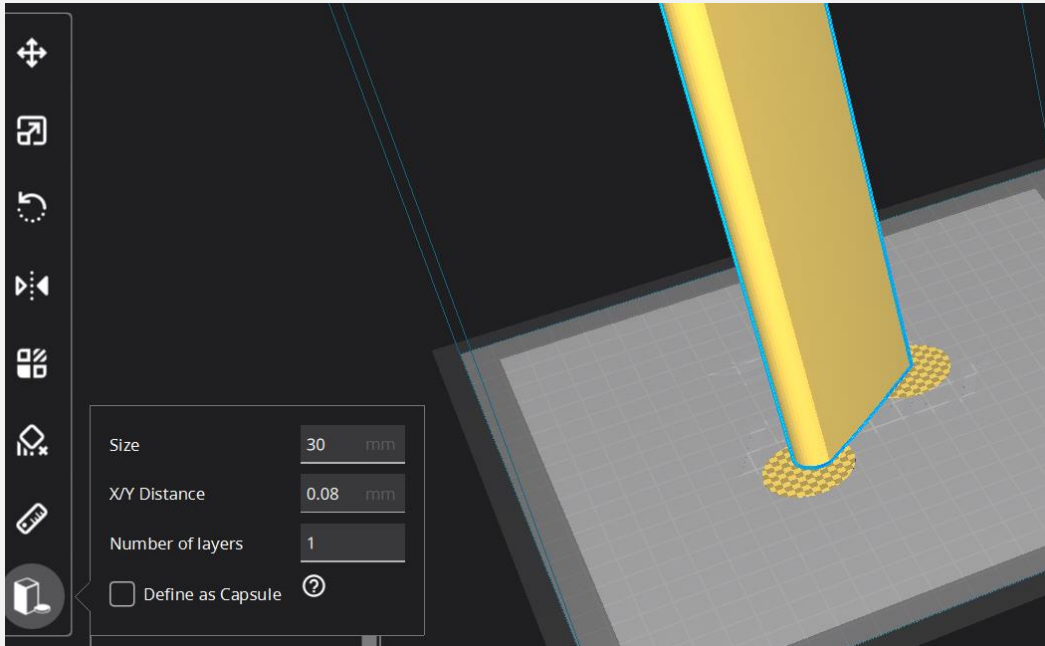 Size 30 mm
X/Y Distance 0.08 mm
Number of layers 1
Define as Capsule ?